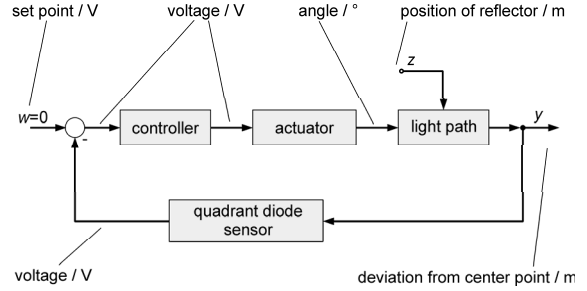 set point / V
voltage / V
angle / °
position of reflector / m
z
w=0
-
controller
actuator
light path
y
quadrant diode
sensor
voltage / V
deviation from center point / m